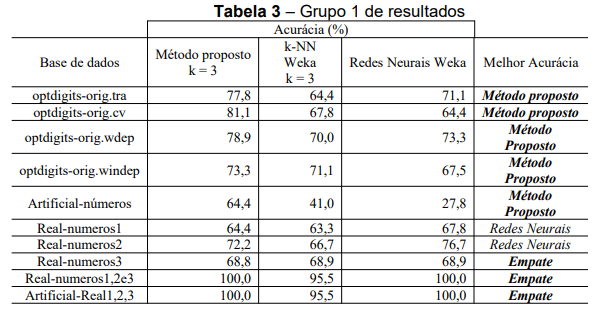 Tabela 3 – Grupo 1 de resultados
Acurácia (%)
Base de dados Método proposto k = 3 k-NN Weka k = 3 Redes Neurais Weka Melhor Acurácia
optdigits-orig.tra 77,8 64,4 71,1 Método proposto
optdigits-orig.cv 81,1 67,8 64,4 Método proposto
optdigits-orig.wdep 78,9 70,0 73,3 Método Proposto
optdigits-orig.windep 73,3 71,1 67,5 Método Proposto
Artificial-números 64,4 41,0 27,8 Método Proposto
Real-numeros1 64,4 63,3 67,8 Redes Neurais
Real-numeros2 72,2 66,7 76,7 Redes Neurais
Real-numeros3 68,8 68,9 68,9 Empate
Real-numeros1,2e3 100,0 95,5 100,0 Empate
Artificial-Real1,2,3 100,0 95,5 100,0 Empate